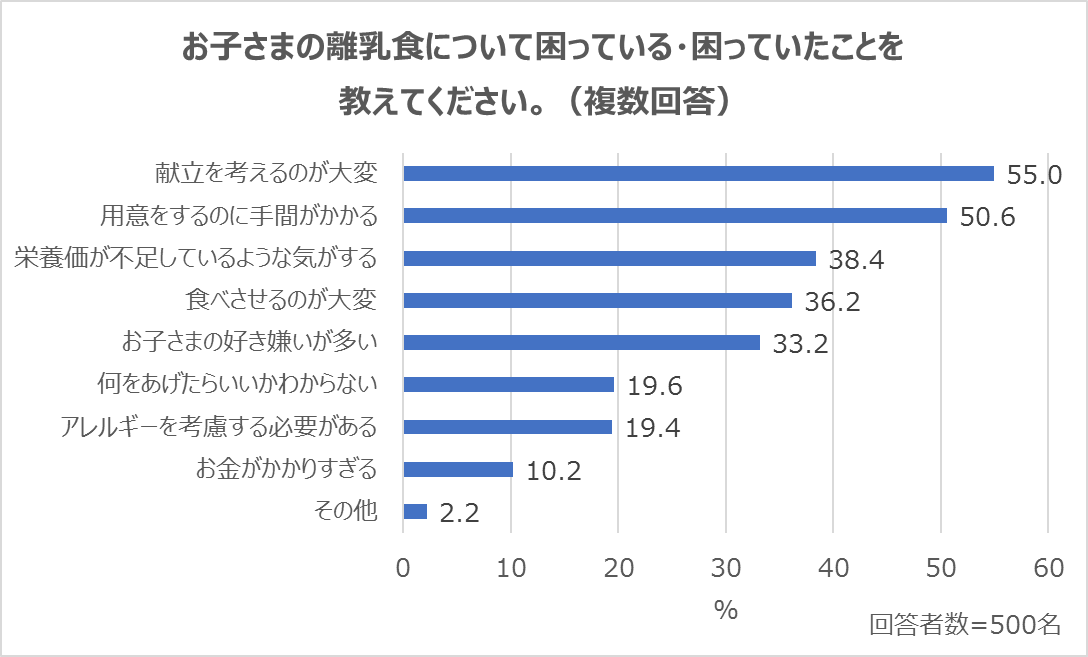 お子さまの離乳食について困っている・困っていたことを
教えてください。（複数回答）
献立を考えるのが大変 55.0
用意をするのに手間がかかる 50.6
栄養価が不足しているような気がする 38.4
食べさせるのが大変 36.2
お子さまの好き嫌いが多い 33.2
何をあげたらいいかわからない 19.6
アレルギーを考慮する必要がある 19.4
お金がかかりすぎる 10.2
その他 2.2
0 10 20 30 40 50 60
%
回答者数=500名